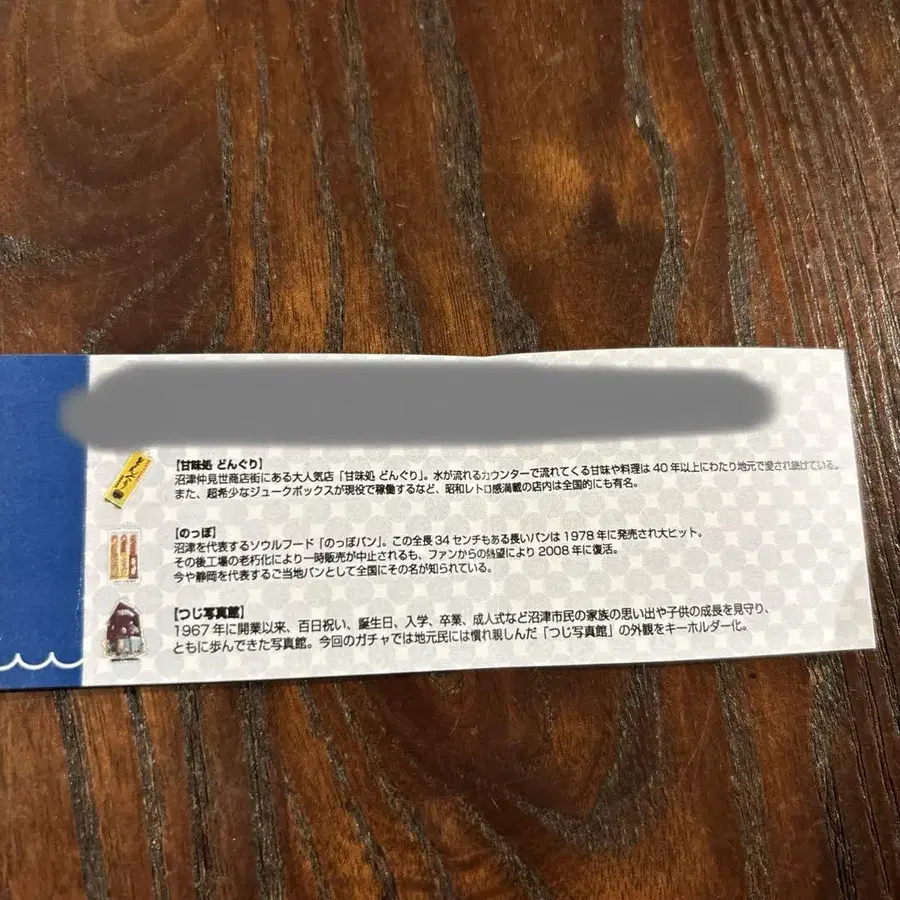 【甘味処 どんぐり】
沼津仲見世商店街にある大人気店「甘味処 どんぐり」。水が流れるカウンターで流れてくる甘味や料理は 40 年以上にわたり地元で愛され続けている。
また、超希少なジュークボックスが現役で稼働するなど、昭和レトロ感満載の店内は全国的にも有名。
【のっぽ】
沼津を代表するソウルフード「のっぽパン」。この全長 34 センチもある長いパンは 1978 年に発売され大ヒット。
その後工場の老朽化により一時販売が中止されるも、ファンからの熱望により 2008 年に復活。
今や静岡を代表するご当地パンとして全国にその名が知られている。
【つじ写真館】
1967 年に開業以来、百日祝い、誕生日、入学、卒業、成人式など沼津市民の家族の思い出や子供の成長を見守り、
ともに歩んできた写真館。今回のガチャでは地元民には慣れ親しんだ「つじ写真館」の外観をキーホルダー化。